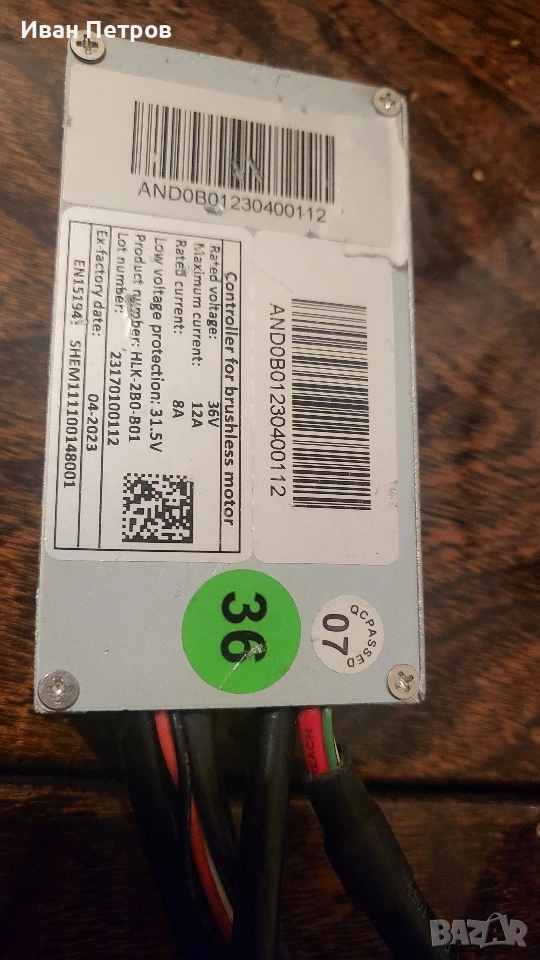 Иван Петров
AND0B01230400112
Controller for brushless motor
Rated voltage: 36V
Maximum current: 12A
Rated current: 8A
Low voltage protection: 31.5V
Product number: HLK-2B0-B01
Lot number: 23170100112
Ex-factory date: 04-2023
EN15194: SHEM111100148001
AND0B01230400112
36
QC.PASSED
07
BAZAR